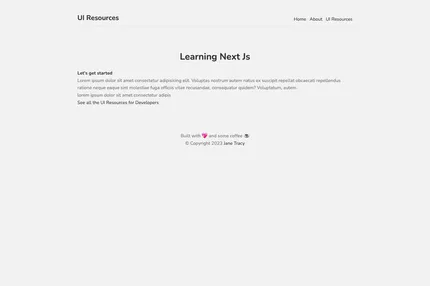 UI Resources
Home About UI Resources
Learning Next Js
Let's get started
Lorem ipsum dolor sit amet consectetur adipisicing elit. Voluptas nostrum autem natus ex suscipit repellat obcaecati repellendus
ratione neque eaque sint molestiae fuga officiis vitae recusandae, consequatur quidem? Voluptatum, autem.
lorem ipsum dolor sit amet consectetur adipis
See all the UI Resources for Developers
Built with 💖 and some coffee ☕
© Copyright 2023 Jane Tracy